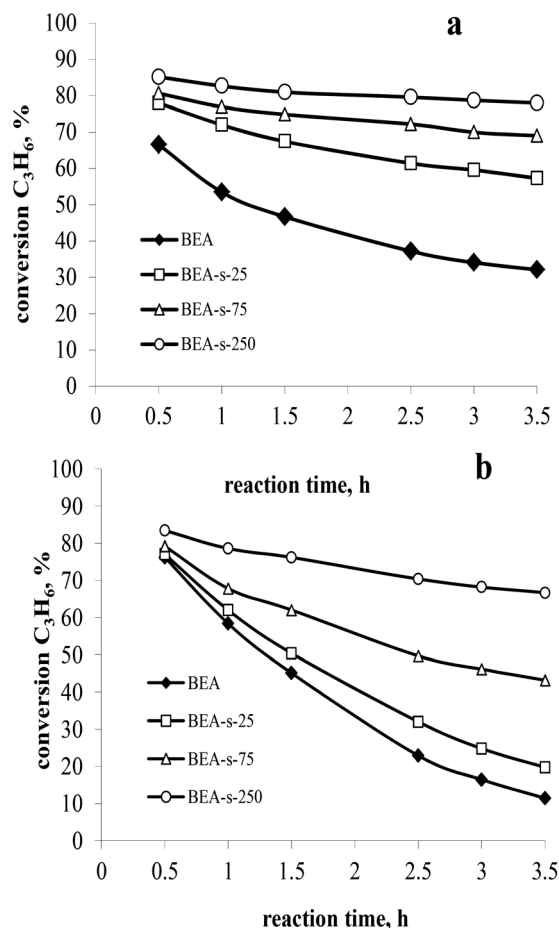 a
100
90
80
70
60
50
40
30
20
10
0
conversion C₃H₆, %
BEA
BEA-s-25
BEA-s-75
BEA-s-250
0 0.5 1 1.5 2 2.5 3 3.5
reaction time, h
b
100
90
80
70
60
50
40
30
20
10
0
conversion C₃H₆, %
BEA
BEA-s-25
BEA-s-75
BEA-s-250
0 0.5 1 1.5 2 2.5 3 3.5
reaction time, h